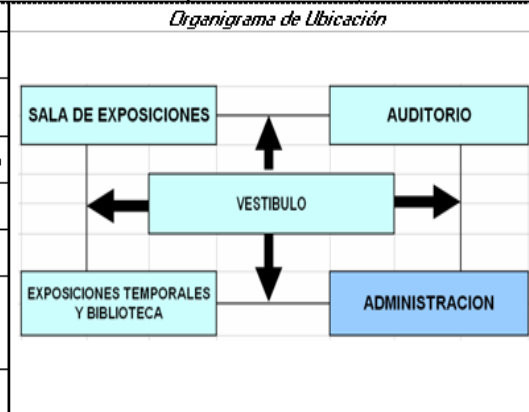 Organigrama de Ubicación
SALA DE EXPOSICIONES
AUDITORIO
VESTIBULO
EXPOSICIONES TEMPORALES
Y BIBLIOTECA
ADMINISTRACION